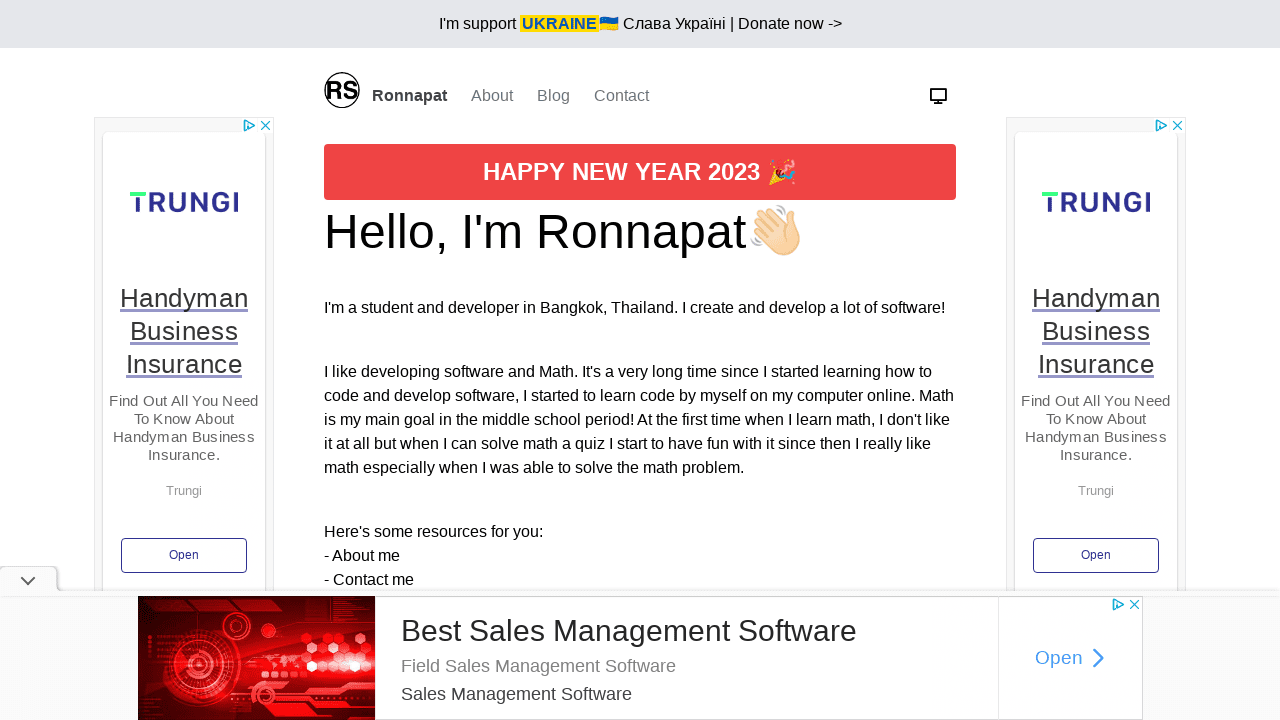 I'm support UKRAINE🇺🇦 Слава Україні | Donate now ->
RS Ronnapat About Blog Contact
HAPPY NEW YEAR 2023 🎉
Hello, I'm Ronnapat👋🏻
I'm a student and developer in Bangkok, Thailand. I create and develop a lot of software!
I like developing software and Math. It's a very long time since I started learning how to
code and develop software, I started to learn code by myself on my computer online. Math
is my main goal in the middle school period! At the first time when I learn math, I don't like
it at all but when I can solve math a quiz I start to have fun with it since then I really like
math especially when I was able to solve the math problem.
Here's some resources for you:
- About me
- Contact me
TRUNGI
Handyman
Business
Insurance
Find Out All You Need
To Know About
Handyman Business
Insurance.
Trungi
Open
TRUNGI
Handyman
Business
Insurance
Find Out All You Need
To Know About
Handyman Business
Insurance.
Trungi
Open
Best Sales Management Software
Field Sales Management Software
Sales Management Software
Open